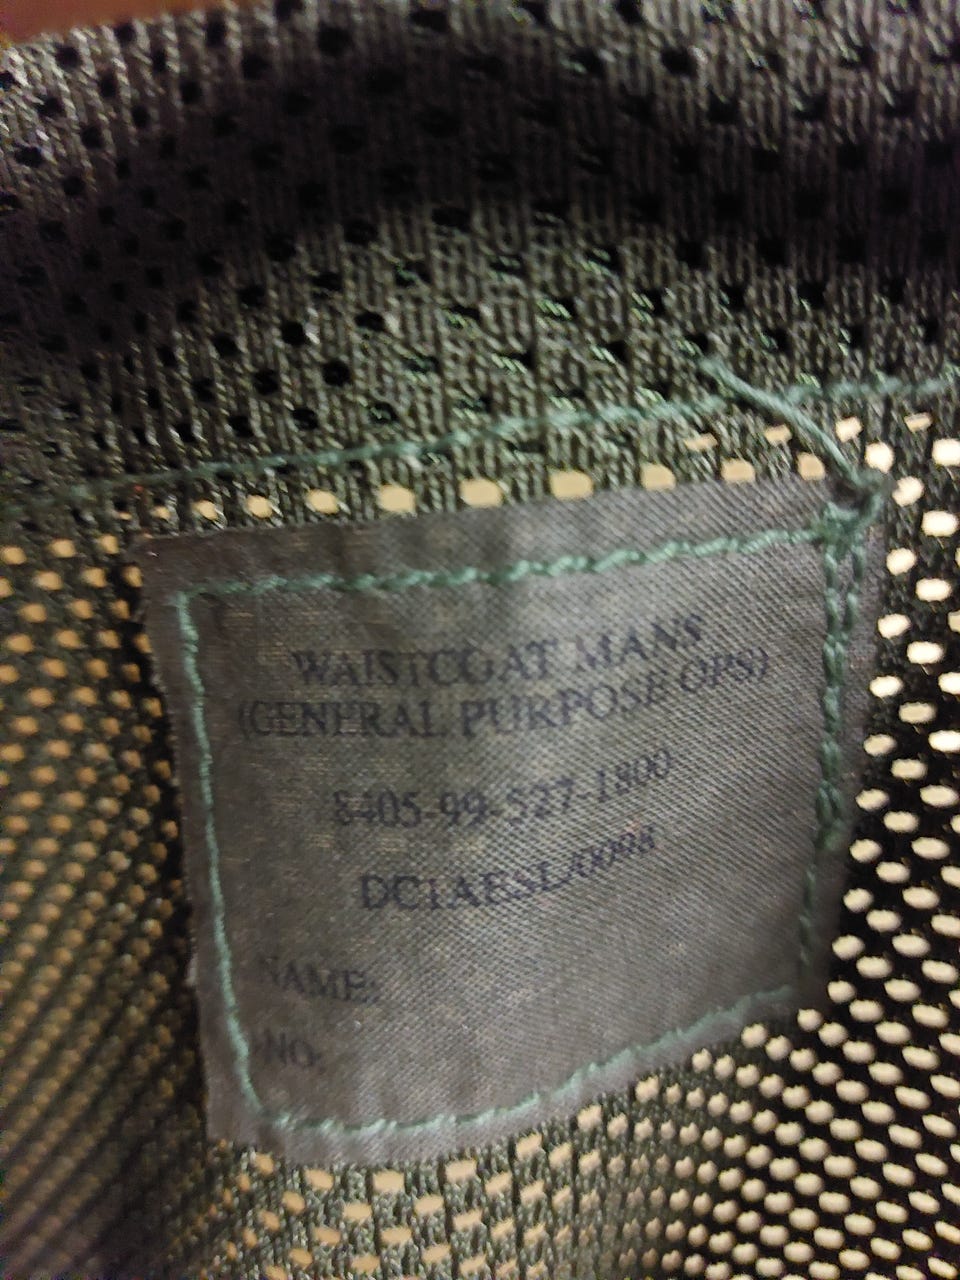 WAISTCOAT MANS
(GENERAL PURPOSE OPS)
8405-99-527-1800
NAME:
NO: